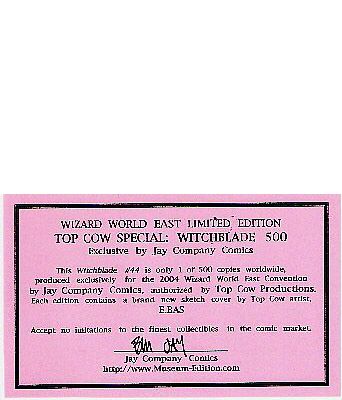 WIZARD WORLD EAST LIMITED EDITION
TOP COW SPECIAL: WITCHBLADE 500
Exclusive by Jay Company Comics
This Witchblade #44 is only 1 of 500 copies worldwide,
produced exclusively for the 2004 Wizard World East Convention
by Jay Company Comics, authorized by Top Cow Productions.
Each edition contains a brand new sketch cover by Top Cow artist,
E.BAS
Accept no imitations to the finest collectibles in the comic market.
Jay Company Comics
http://www.Museum-Edition.com